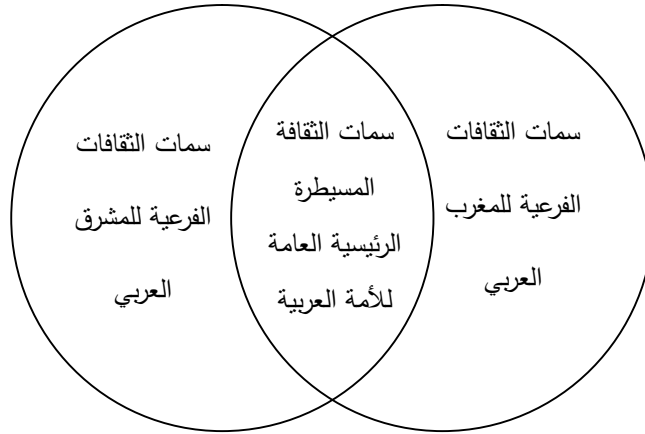 سمات الثقافات
الفرعية للمغرب
العربي
سمات الثقافة
المسيطرة
الرئيسية العامة
للأمة العربية
سمات الثقافات
الفرعية للمشرق
العربي